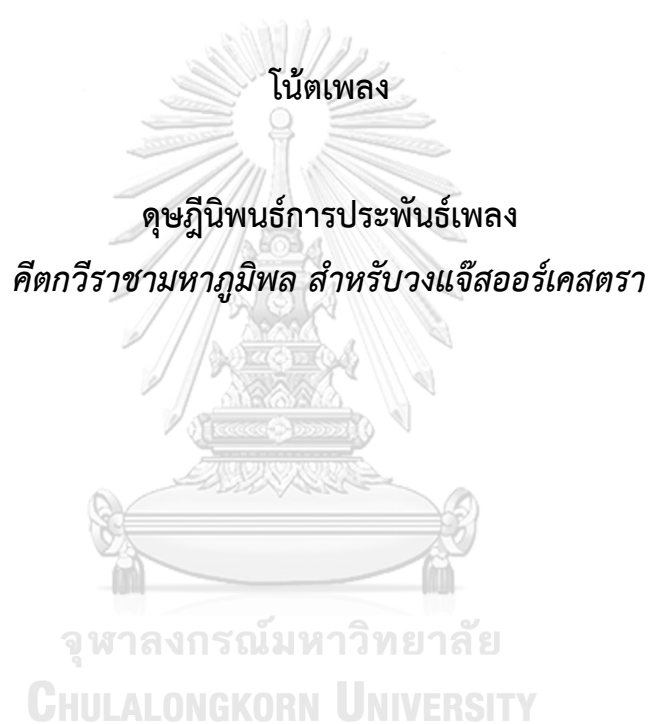 โน้ตเพลง
ดุษฎีนิพนธ์การประพันธ์เพลง
คีตกวีราชามหาภูมิพล สำหรับวงแจ๊สออร์เคสตรา
จุฬาลงกรณ์มหาวิทยาลัย
CHULALONGKORN UNIVERSITY